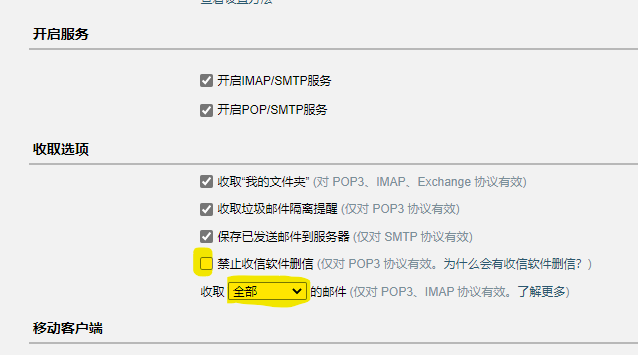 查看设置方法
开启服务
开启IMAP/SMTP服务
开启POP/SMTP服务
收取选项
收取“我的文件夹” (对 POP3、IMAP、Exchange 协议有效)
收取垃圾邮件隔离提醒 (仅对 POP3 协议有效)
保存已发送邮件到服务器 (仅对 SMTP 协议有效)
禁止收信软件删信 (仅对 POP3 协议有效。为什么会有收信软件删信？)
收取 全部 的邮件 (仅对 POP3、IMAP 协议有效。了解更多)
移动客户端